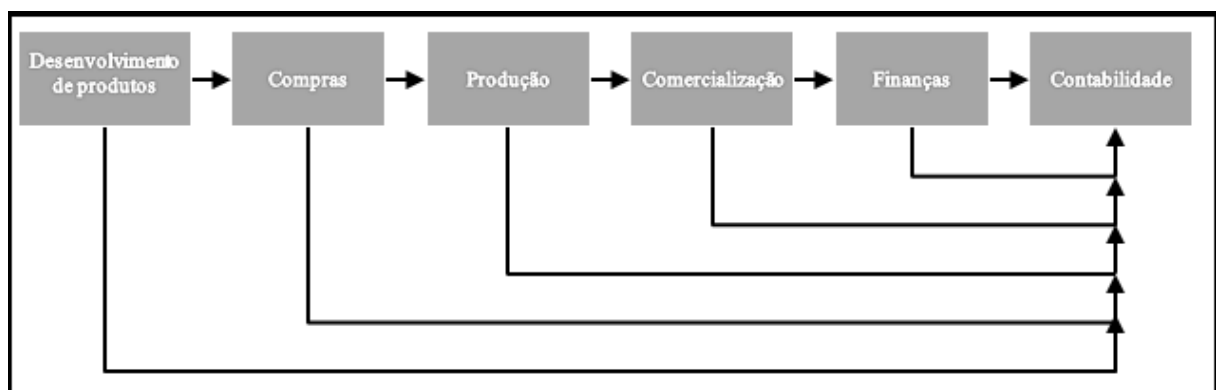 Desenvolvimento
de produtos
Compras
Produção
Comercialização
Finanças
Contabilidade